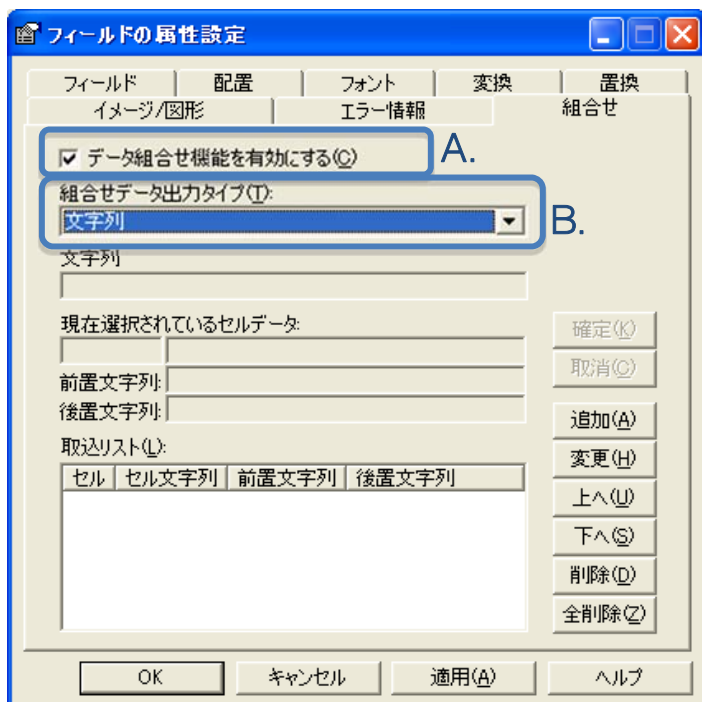 フィールドの属性設定
フィールド 配置 フォント 変換 置換
イメージ/図形 エラー情報 組合せ
データ組合せ機能を有効にする(C) A.
組合せデータ出力タイプ(T):
文字列 B.
文字列
現在選択されているセルデータ:
確定(K)
取消(C)
前置文字列:
後置文字列:
追加(A)
取込リスト(L):
変更(H)
セル セル文字列 前置文字列 後置文字列
上へ(U)
下へ(S)
削除(D)
全削除(Z)
OK キャンセル 適用(A) ヘルプ